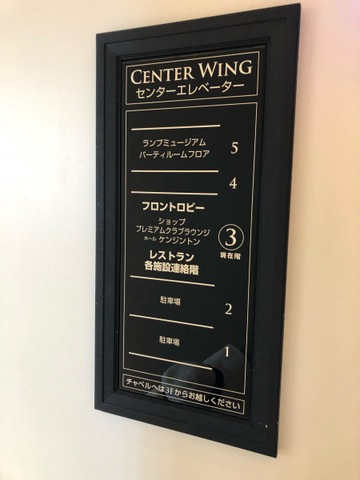 CENTER WING
センターエレベーター
ランプミュージアム
パーティルームフロア
5
4
フロントロビー
ショップ
プレミアムクラブラウンジ
ホール ケンジントン
レストラン
各施設連絡階
3
現在階
駐車場
2
駐車場
1
チャペルへは3Fからお越しください